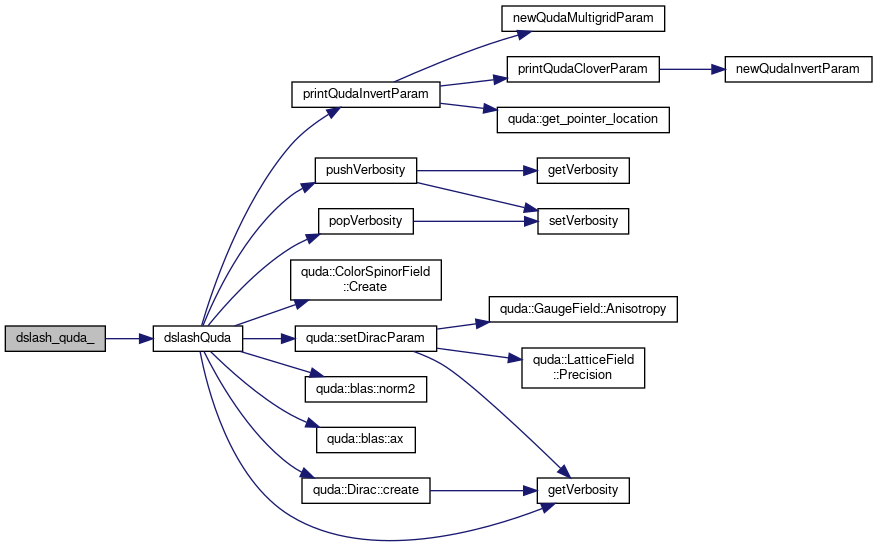 newQudaMultigridParam
printQudaCloverParam
newQudaInvertParam
printQudaInvertParam
quda::get_pointer_location
pushVerbosity
getVerbosity
popVerbosity
setVerbosity
quda::ColorSpinorField
::Create
quda::GaugeField::Anisotropy
dslash_quda_
dslashQuda
quda::setDiracParam
quda::LatticeField
::Precision
quda::blas::norm2
quda::blas::ax
quda::Dirac::create
getVerbosity